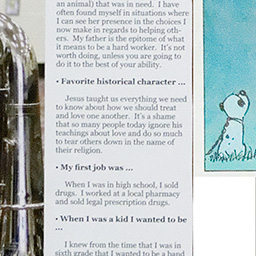 an animal) that was in need.  I have
often found myself in situations where
I can see her presence in the choices I
now make in regards to helping oth-
ers.  My father is the epitome of what
it means to be a hard worker.  It's not
worth doing, unless you are going to
do it to the best of your ability.
• Favorite historical character ...
Jesus taught us everything we need
to know about how we should treat
and love one another.  It's a shame
that so many people today ignore his
teachings about love and do so much
to tear others down in the name of
their religion.
• My first job was ...
When I was in high school, I sold
drugs.  I worked at a local pharmacy
and sold legal prescription drugs.
• When I was a kid I wanted to be
...
I knew from the time that I was in
sixth grade that I wanted to be a band